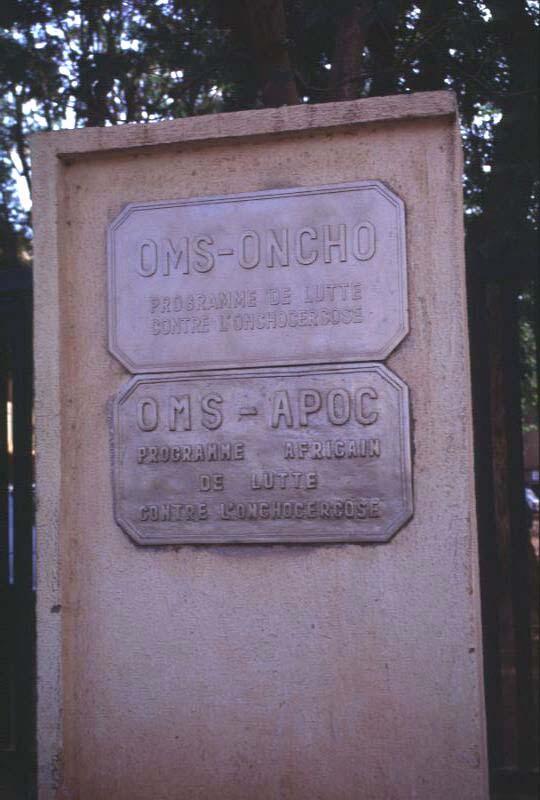 OMS-ONCHO
PROGRAMME DE LUTTE
CONTRE L'ONCHOCERCOSE
OMS-APOC
PROGRAMME AFRICAIN
DE LUTTE
CONTRE L'ONCHOCERCOSE